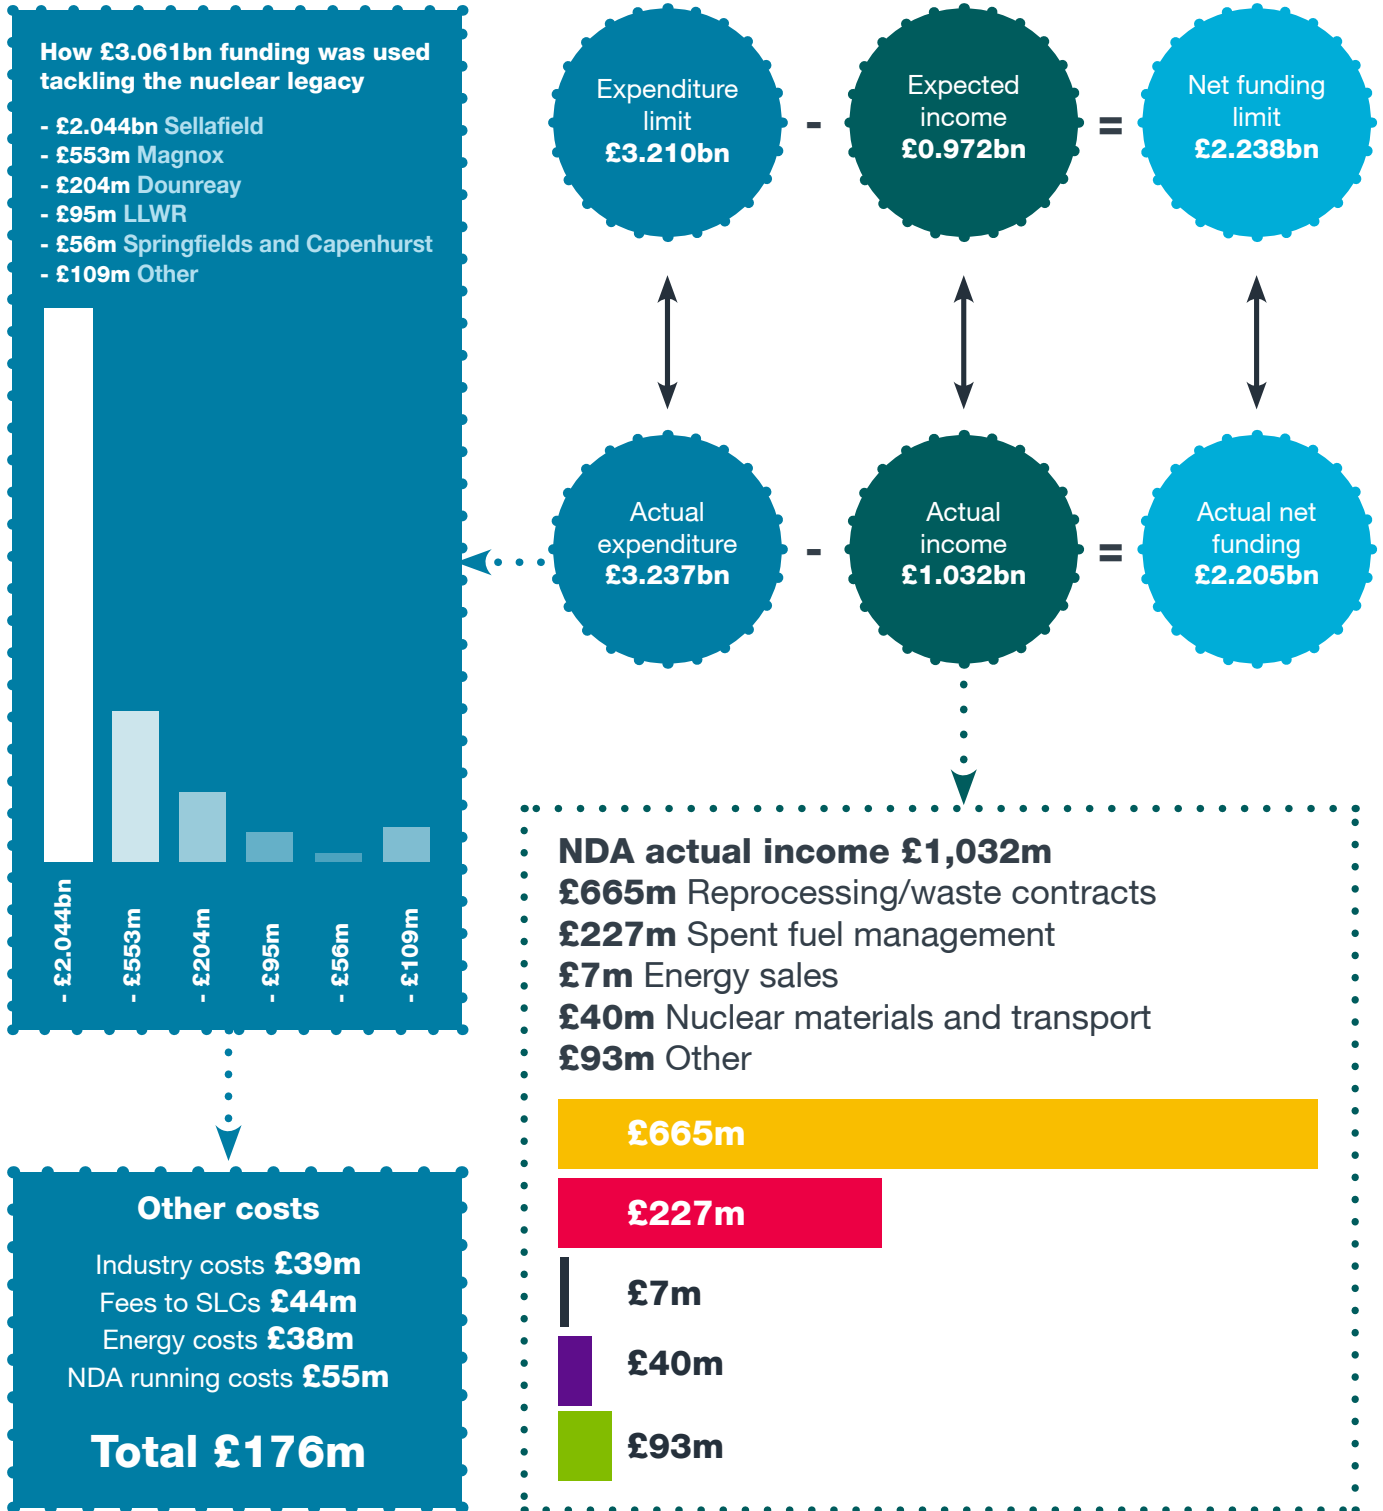 How £3.061bn funding was used
tackling the nuclear legacy
- £2.044bn Sellafield
- £553m Magnox
- £204m Dounreay
- £95m LLWR
- £56m Springfields and Capenhurst
- £109m Other
- £2.044bn
- £553m
- £204m
- £95m
- £56m
- £109m
Expenditure
limit
£3.210bn
-
Expected
income
£0.972bn
=
Net funding
limit
£2.238bn
Actual
expenditure
£3.237bn
-
Actual
income
£1.032bn
=
Actual net
funding
£2.205bn
Other costs
Industry costs £39m
Fees to SLCs £44m
Energy costs £38m
NDA running costs £55m
Total £176m
NDA actual income £1,032m
£665m Reprocessing/waste contracts
£227m Spent fuel management
£7m Energy sales
£40m Nuclear materials and transport
£93m Other
£665m
£227m
£7m
£40m
£93m